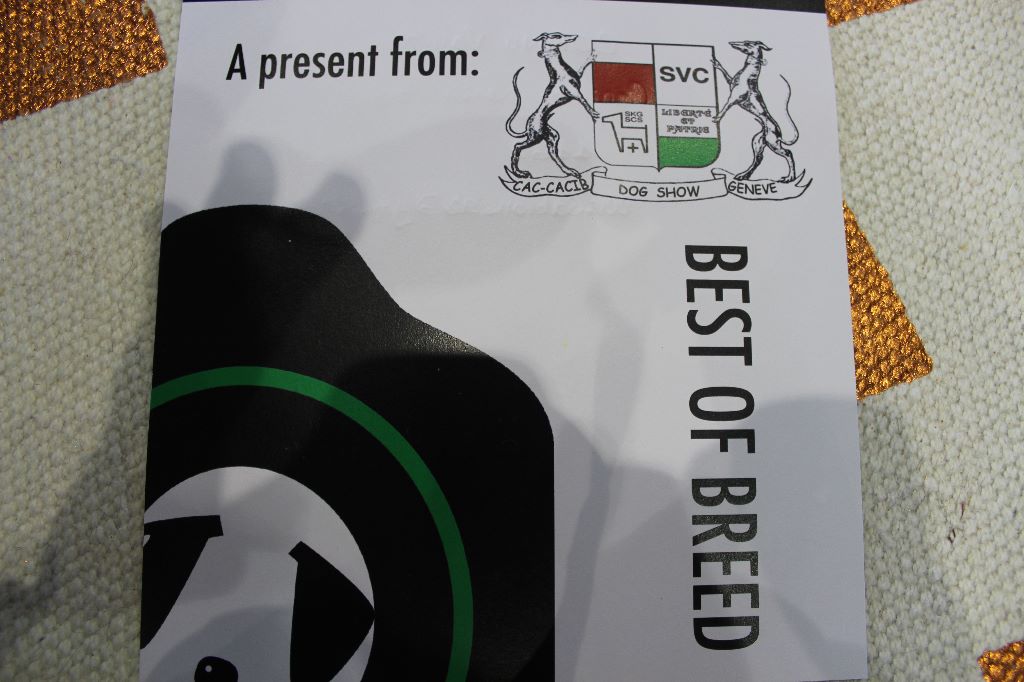 A present from:
SVC
SKG
SCS
LIBERTÉ
ET
PATRIE
CAC-CACIB DOG SHOW GENEVE
BEST OF BREED